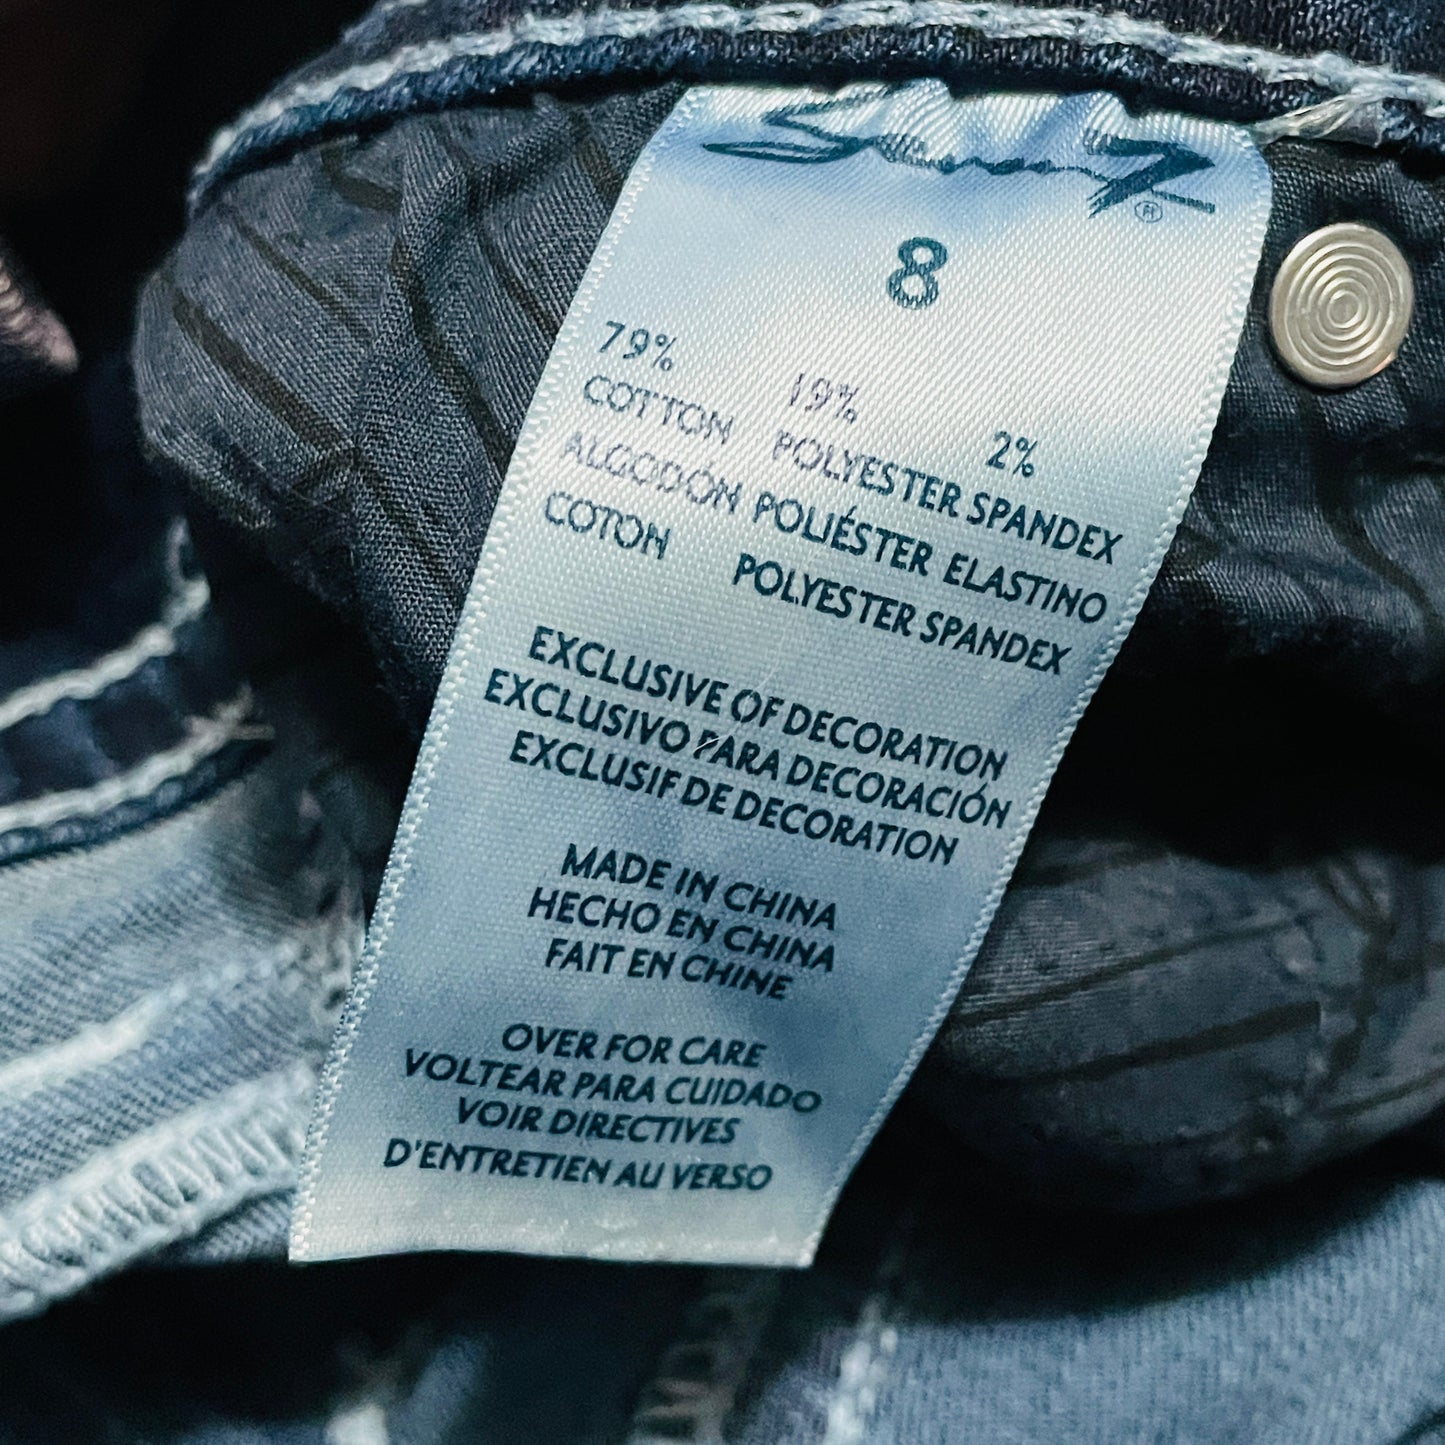 Seven7 ®
8
79% 19% 2%
COTTON POLYESTER SPANDEX
ALGODÓN POLIÉSTER ELASTINO
COTON POLYESTER SPANDEX
EXCLUSIVE OF DECORATION
EXCLUSIVO PARA DECORACIÓN
EXCLUSIF DE DECORATION
MADE IN CHINA
HECHO EN CHINA
FAIT EN CHINE
OVER FOR CARE
VOLTEAR PARA CUIDADO
VOIR DIRECTIVES
D'ENTRETIEN AU VERSO